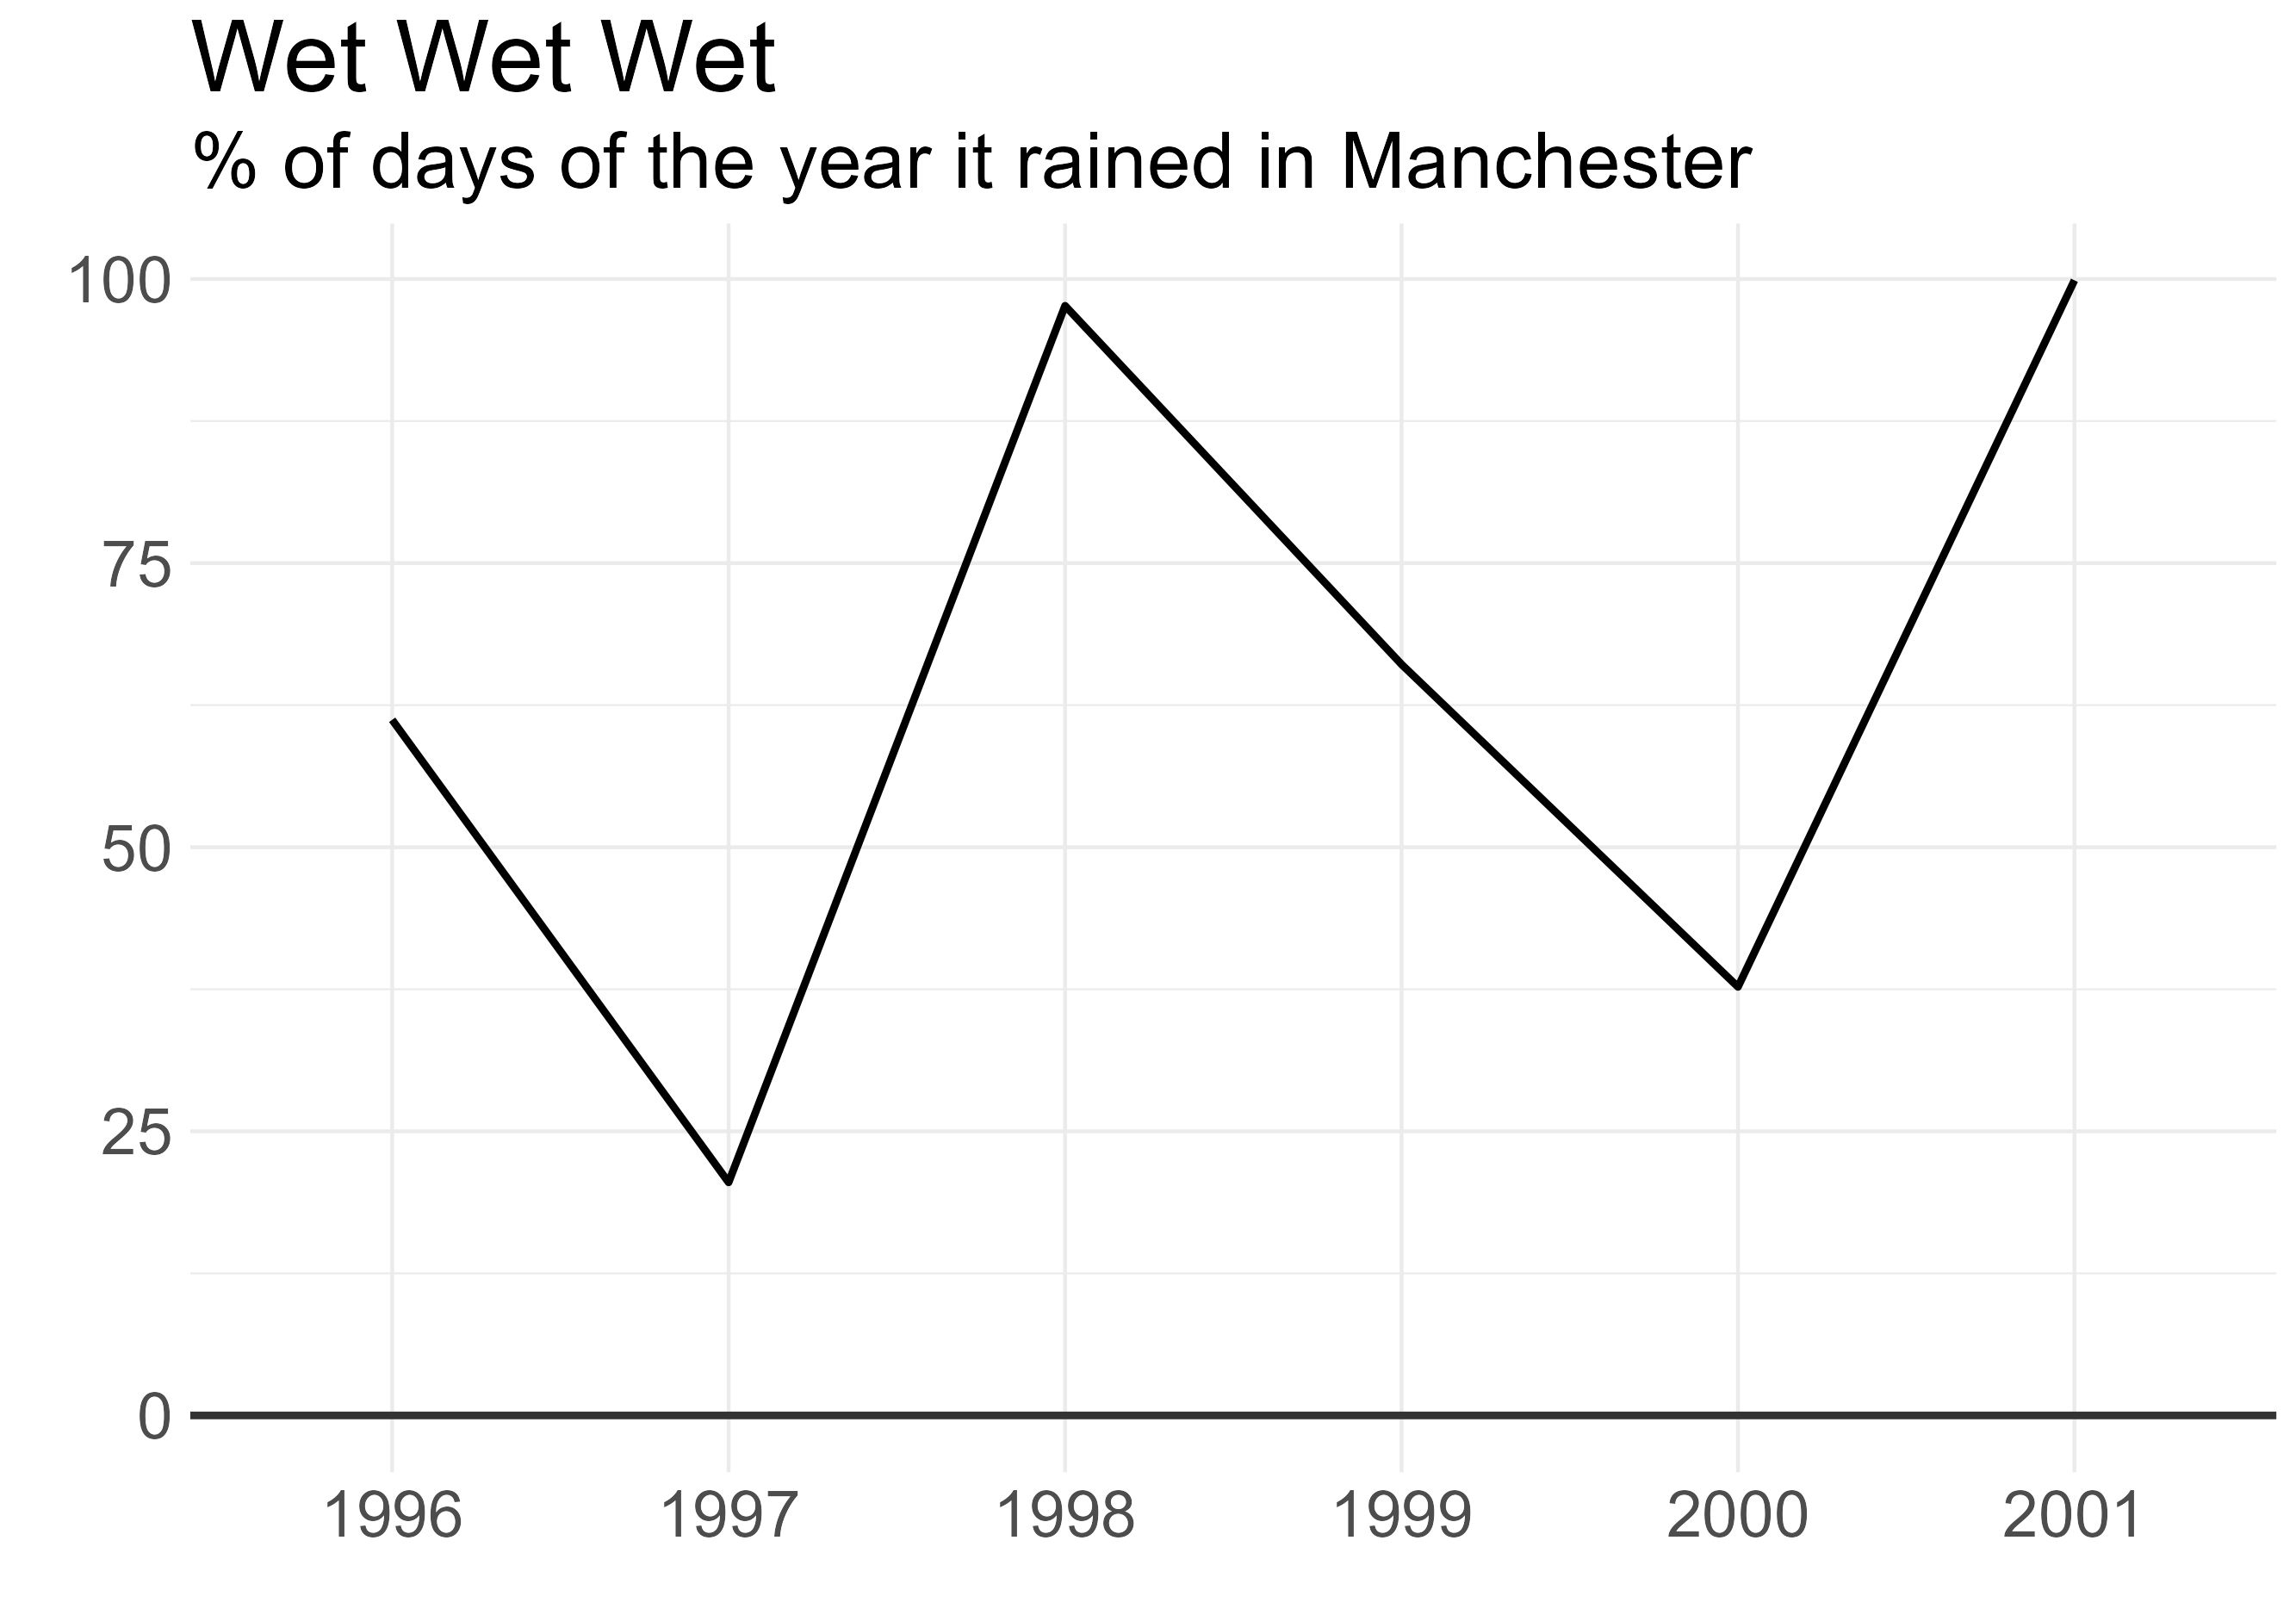 Wet Wet Wet
% of days of the year it rained in Manchester
100
75
50
25
0
1996 1997 1998 1999 2000 2001